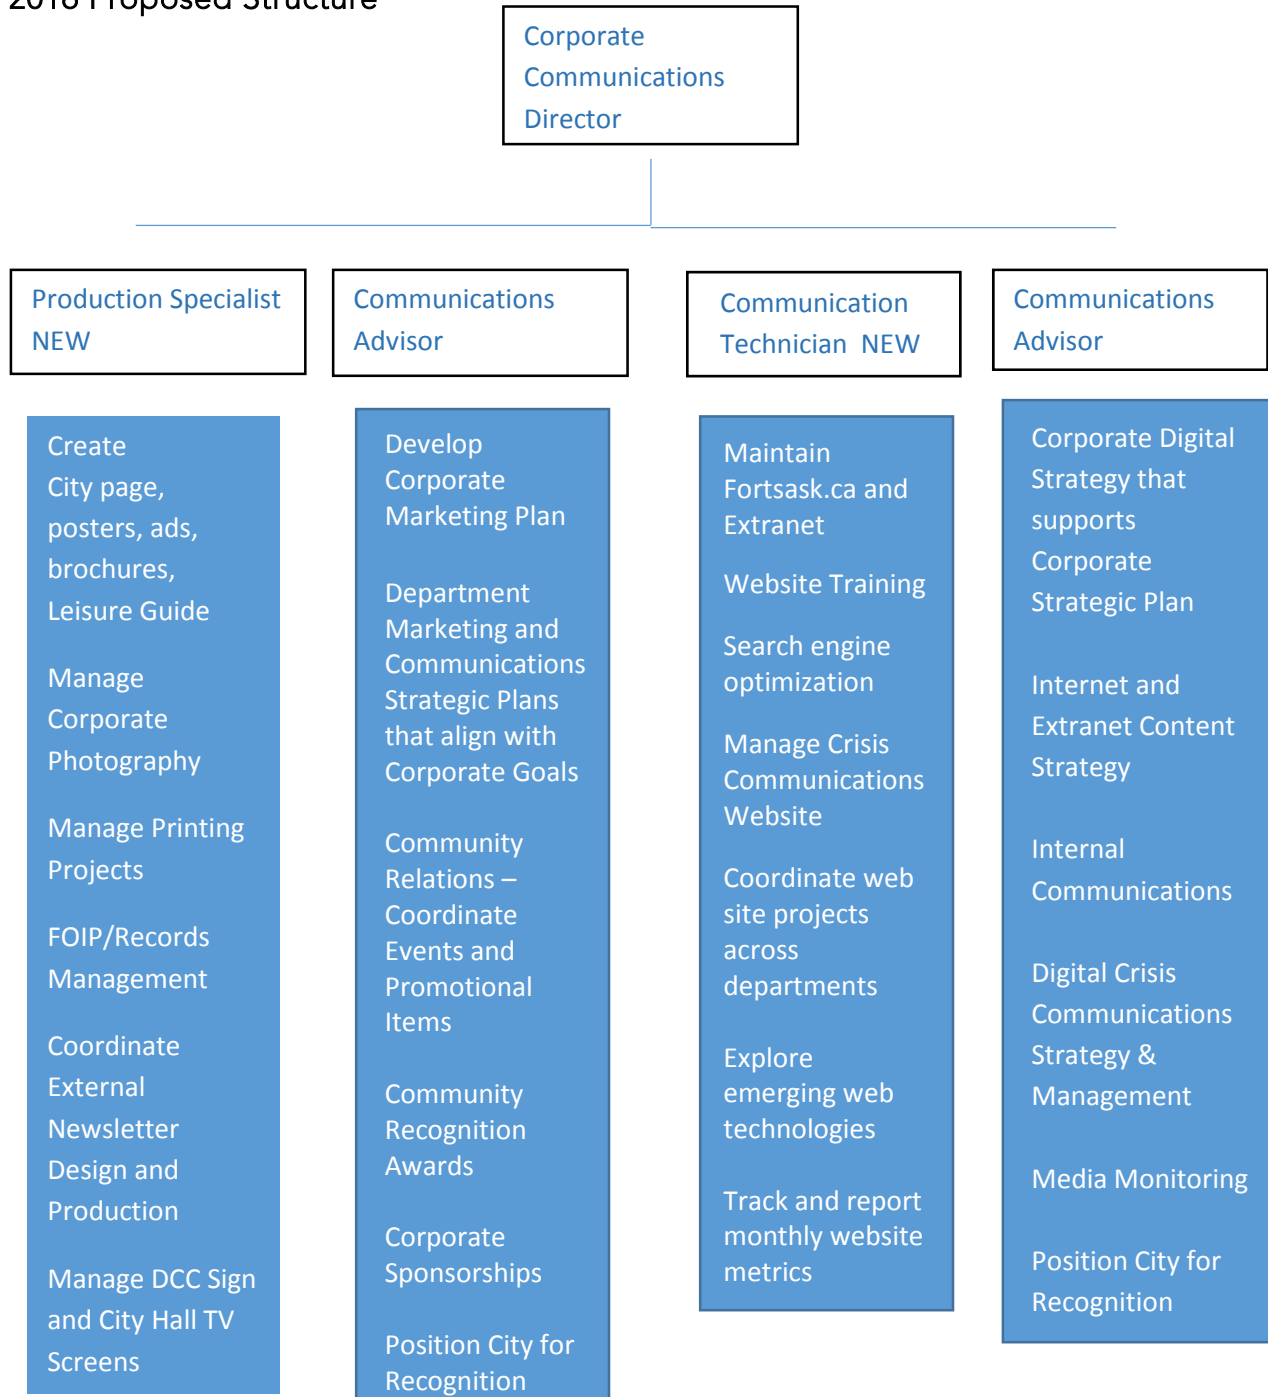 2016 Proposed Structure
Corporate
Communications
Director
Production Specialist
NEW
Communications
Advisor
Communication
Technician  NEW
Communications
Advisor
Create
City page,
posters, ads,
brochures,
Leisure Guide
Manage
Corporate
Photography
Manage Printing
Projects
FOIP/Records
Management
Coordinate
External
Newsletter
Design and
Production
Manage DCC Sign
and City Hall TV
Screens
Develop
Corporate
Marketing Plan
Department
Marketing and
Communications
Strategic Plans
that align with
Corporate Goals
Community
Relations –
Coordinate
Events and
Promotional
Items
Community
Recognition
Awards
Corporate
Sponsorships
Position City for
Recognition
Maintain
Fortsask.ca and
Extranet
Website Training
Search engine
optimization
Manage Crisis
Communications
Website
Coordinate web
site projects
across
departments
Explore
emerging web
technologies
Track and report
monthly website
metrics
Corporate Digital
Strategy that
supports
Corporate
Strategic Plan
Internet and
Extranet Content
Strategy
Internal
Communications
Digital Crisis
Communications
Strategy &
Management
Media Monitoring
Position City for
Recognition